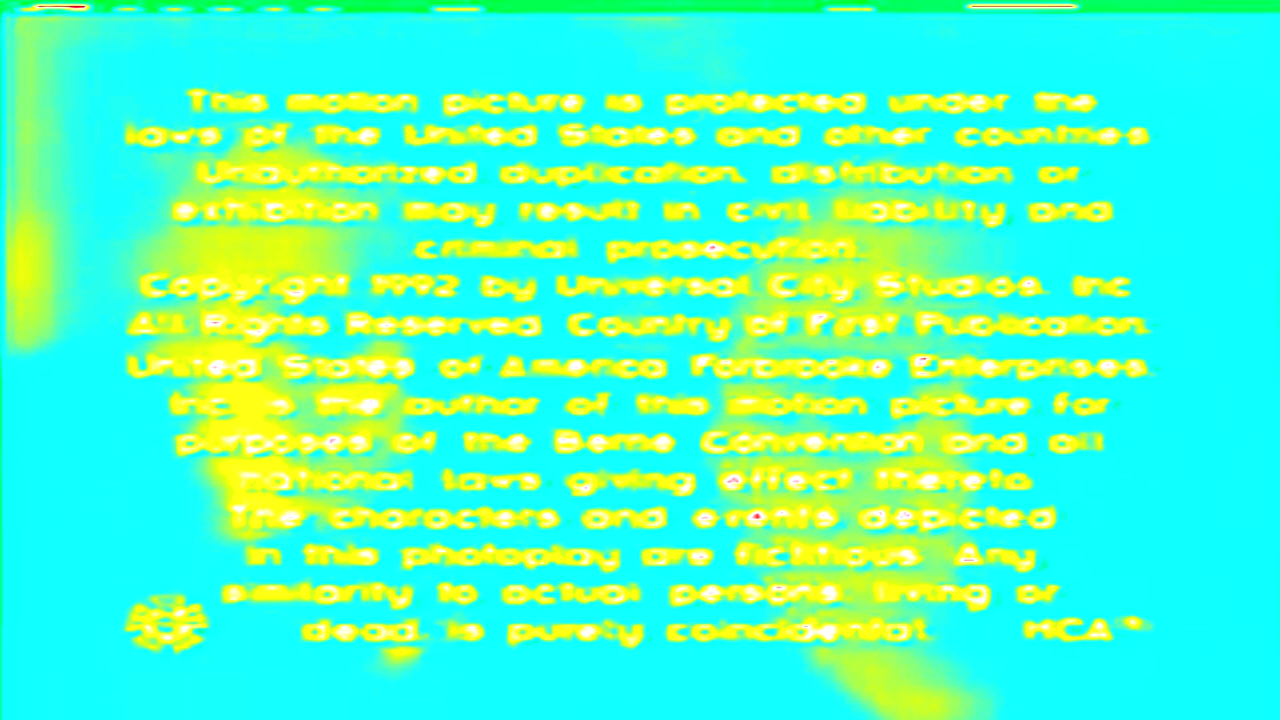 This motion picture is protected under the
laws of the United States and other countries
Unauthorized duplication, distribution or
exhibition may result in civil liability and
criminal prosecution.
Copyright 1992 by Universal City Studios, Inc
All Rights Reserved Country of First Publication
United States of America Enterprises
Inc is the author of this motion picture for
purposes of the Berne Convention and all
national laws giving effect thereto
The characters and events depicted
in this photoplay are fictitious. Any
similarity to actual persons, living or
dead, is purely coincidental.
MCA